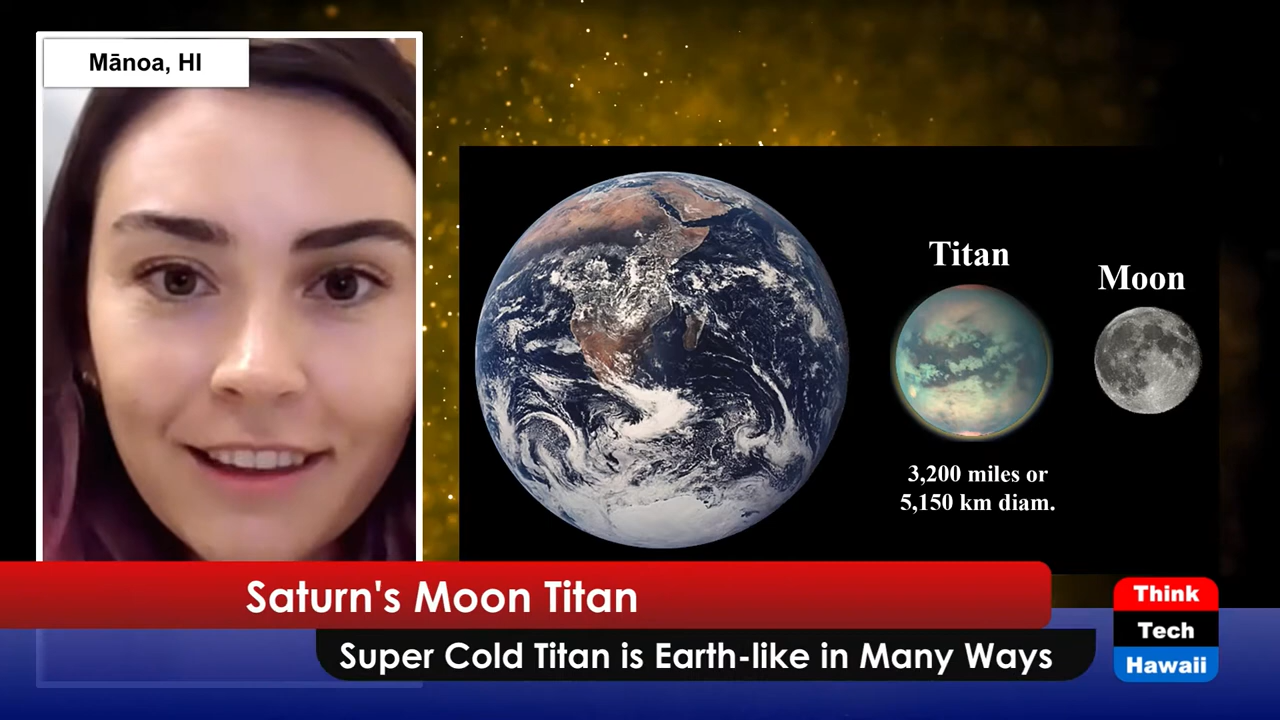 Mānoa, HI
Titan
Moon
3,200 miles or
5,150 km diam.
Saturn's Moon Titan
Super Cold Titan is Earth-like in Many Ways
Think
Tech
Hawaii